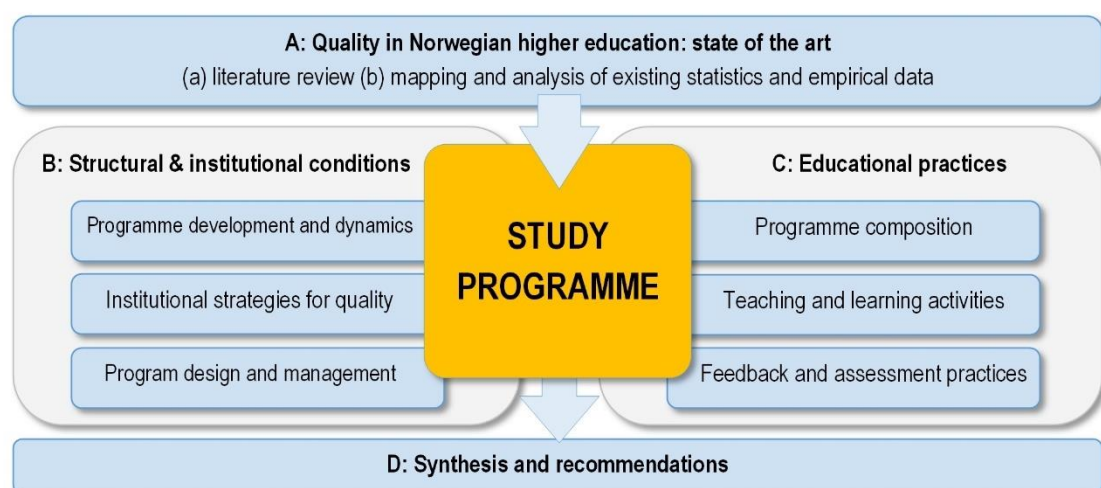 A: Quality in Norwegian higher education: state of the art
(a) literature review (b) mapping and analysis of existing statistics and empirical data
B: Structural & institutional conditions
Programme development and dynamics
Institutional strategies for quality
Program design and management
STUDY
PROGRAMME
C: Educational practices
Programme composition
Teaching and learning activities
Feedback and assessment practices
D: Synthesis and recommendations